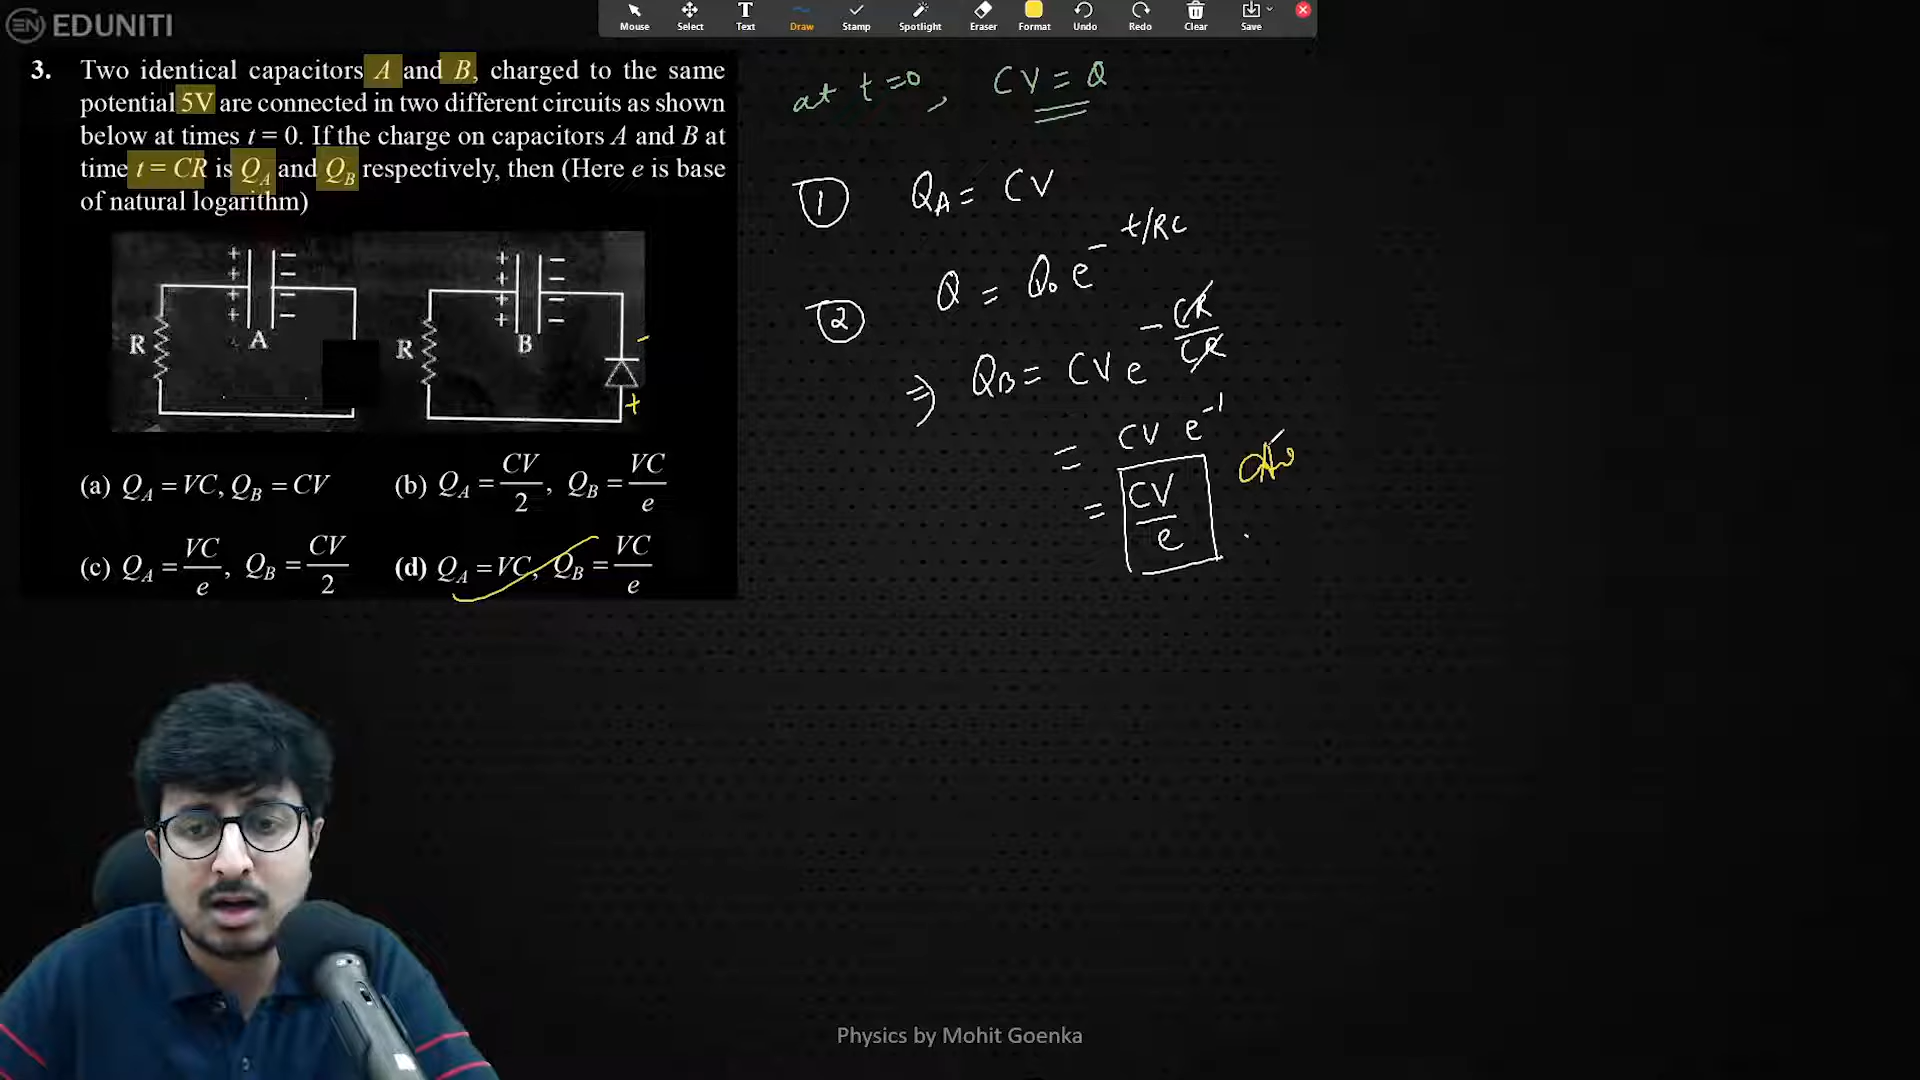 EN EDUNITI
Mouse Select Text Draw Stamp Spotlight Eraser Format Undo Redo Clear Save
3. Two identical capacitors A and B, charged to the same
potential 5V are connected in two different circuits as shown
below at times t = 0. If the charge on capacitors A and B at
time t = CR is Q_A and Q_B respectively, then (Here e is base
of natural logarithm)
R A
R B
+
-
(a) Q_A = VC, Q_B = CV (b) Q_A = CV/2, Q_B = VC/e
(c) Q_A = VC/e, Q_B = CV/2 (d) Q_A = VC, Q_B = VC/e
at t=0, CV = Q
① Q_A = CV
Q = Q₀ e^{-t/RC}
② ⇒ Q_B = CV e^{-CR/CR}
= CV e^{-1}
= CV/e
Physics by Mohit Goenka